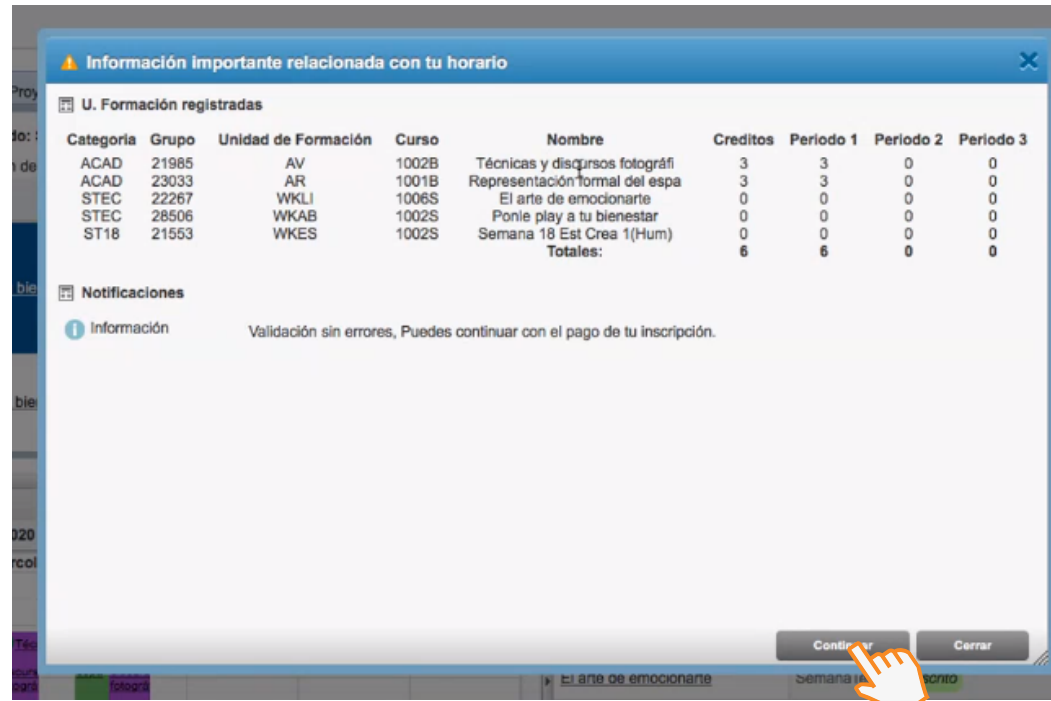 Información importante relacionada con tu horario
U. Formación registradas
Categoria Grupo Unidad de Formación Curso Nombre Creditos Periodo 1 Periodo 2 Periodo 3
ACAD 21985 AV 1002B Técnicas y discursos fotográfi 3 3 0 0
ACAD 23033 AR 1001B Representación formal del espa 3 3 0 0
STEC 22267 WKLI 1006S El arte de emocionarte 0 0 0 0
STEC 28506 WKAB 1002S Ponle play a tu bienestar 0 0 0 0
ST18 21553 WKES 1002S Semana 18 Est Crea 1(Hum) 0 0 0 0
Totales: 6 6 0 0
Notificaciones
Información Validación sin errores, Puedes continuar con el pago de tu inscripción.
Continuar Cerrar
El arte de emocionarte Semana